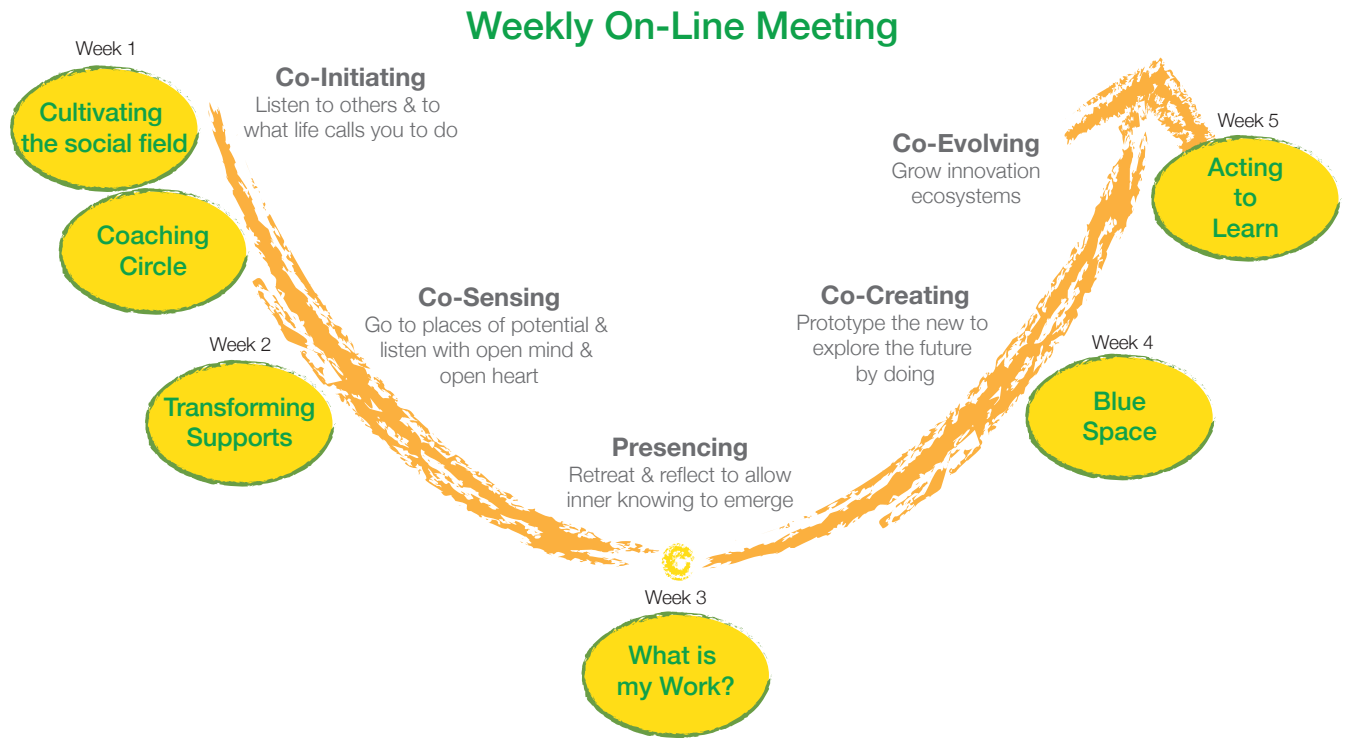 Weekly On-Line Meeting
Week 1
Cultivating
the social field
Coaching
Circle
Co-Initiating
Listen to others & to
what life calls you to do
Week 2
Transforming
Supports
Co-Sensing
Go to places of potential &
listen with open mind &
open heart
Presencing
Retreat & reflect to allow
inner knowing to emerge
Week 3
What is
my Work?
Co-Creating
Prototype the new to
explore the future
by doing
Week 4
Blue
Space
Co-Evolving
Grow innovation
ecosystems
Week 5
Acting
to
Learn